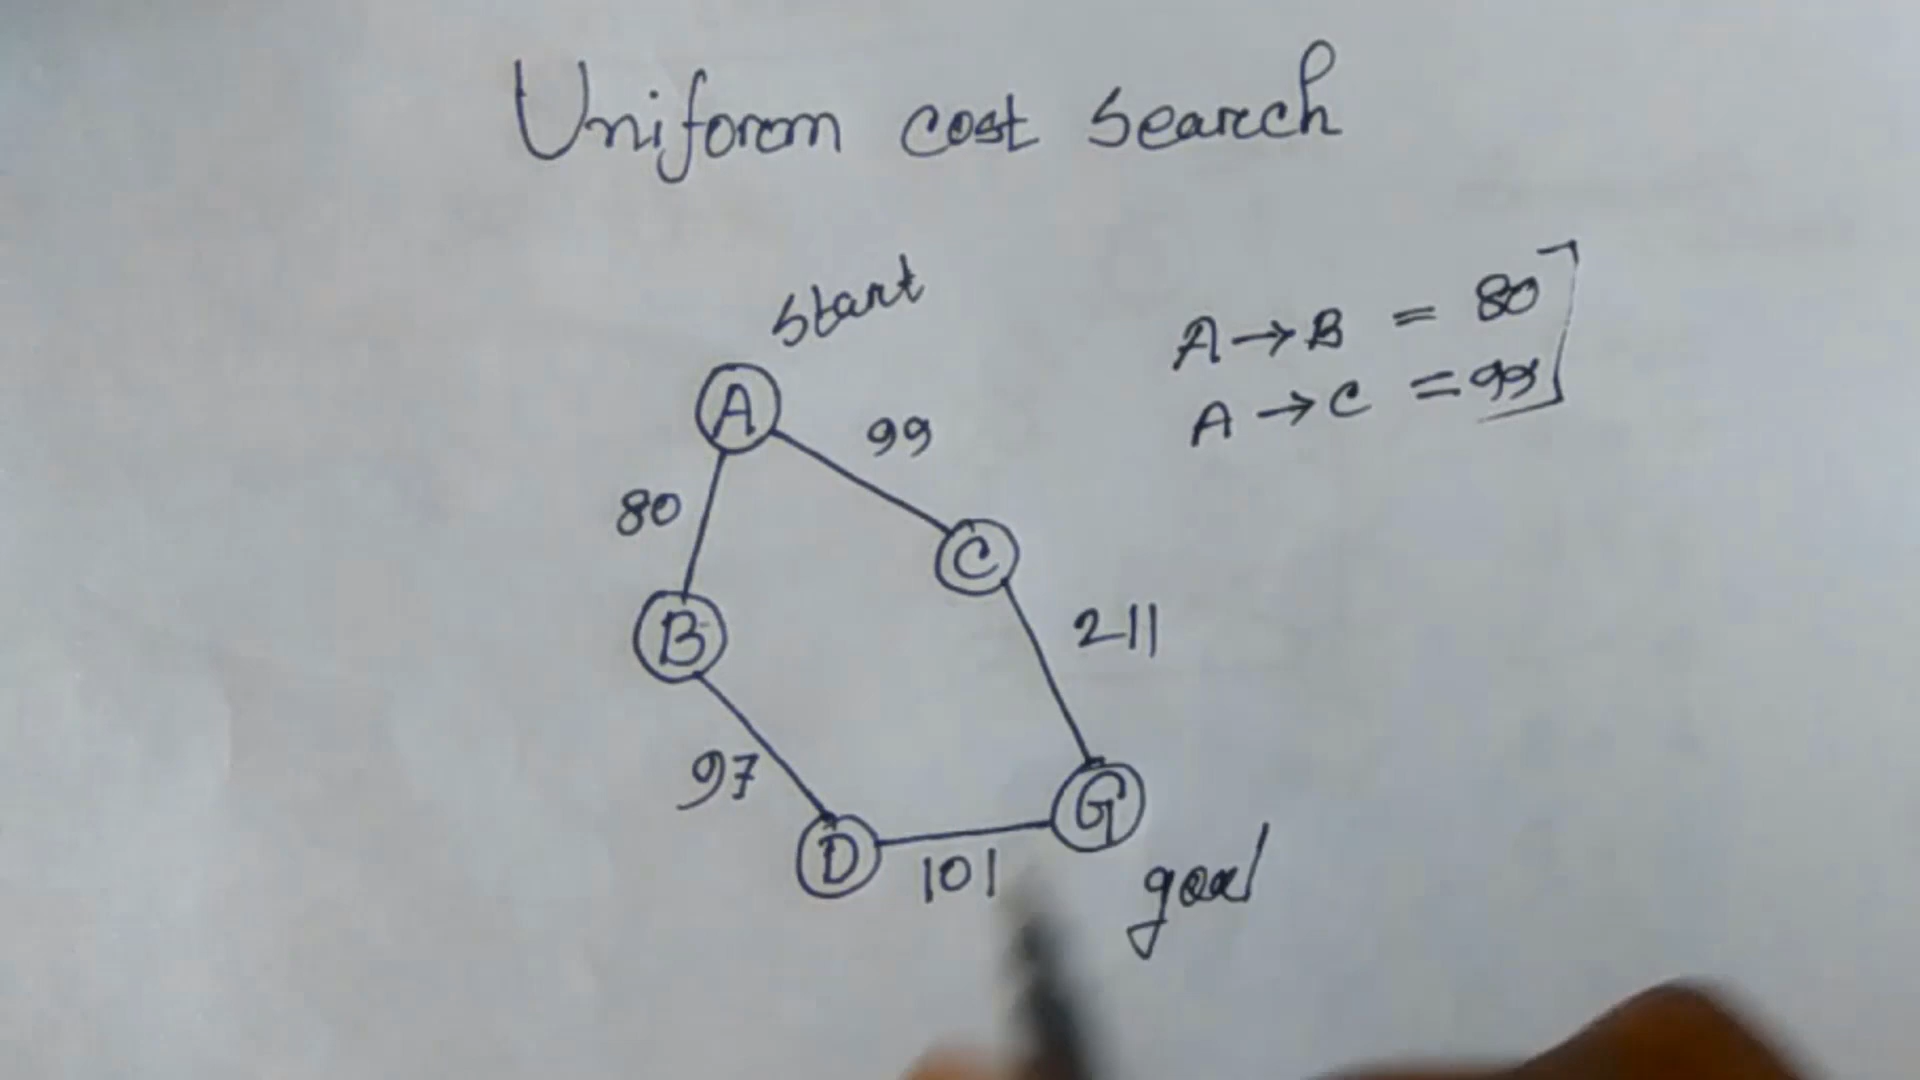 Uniform cost search
start
A → B = 80
A → C = 99
A
99
80
C
B
211
97
G
D
101
goal